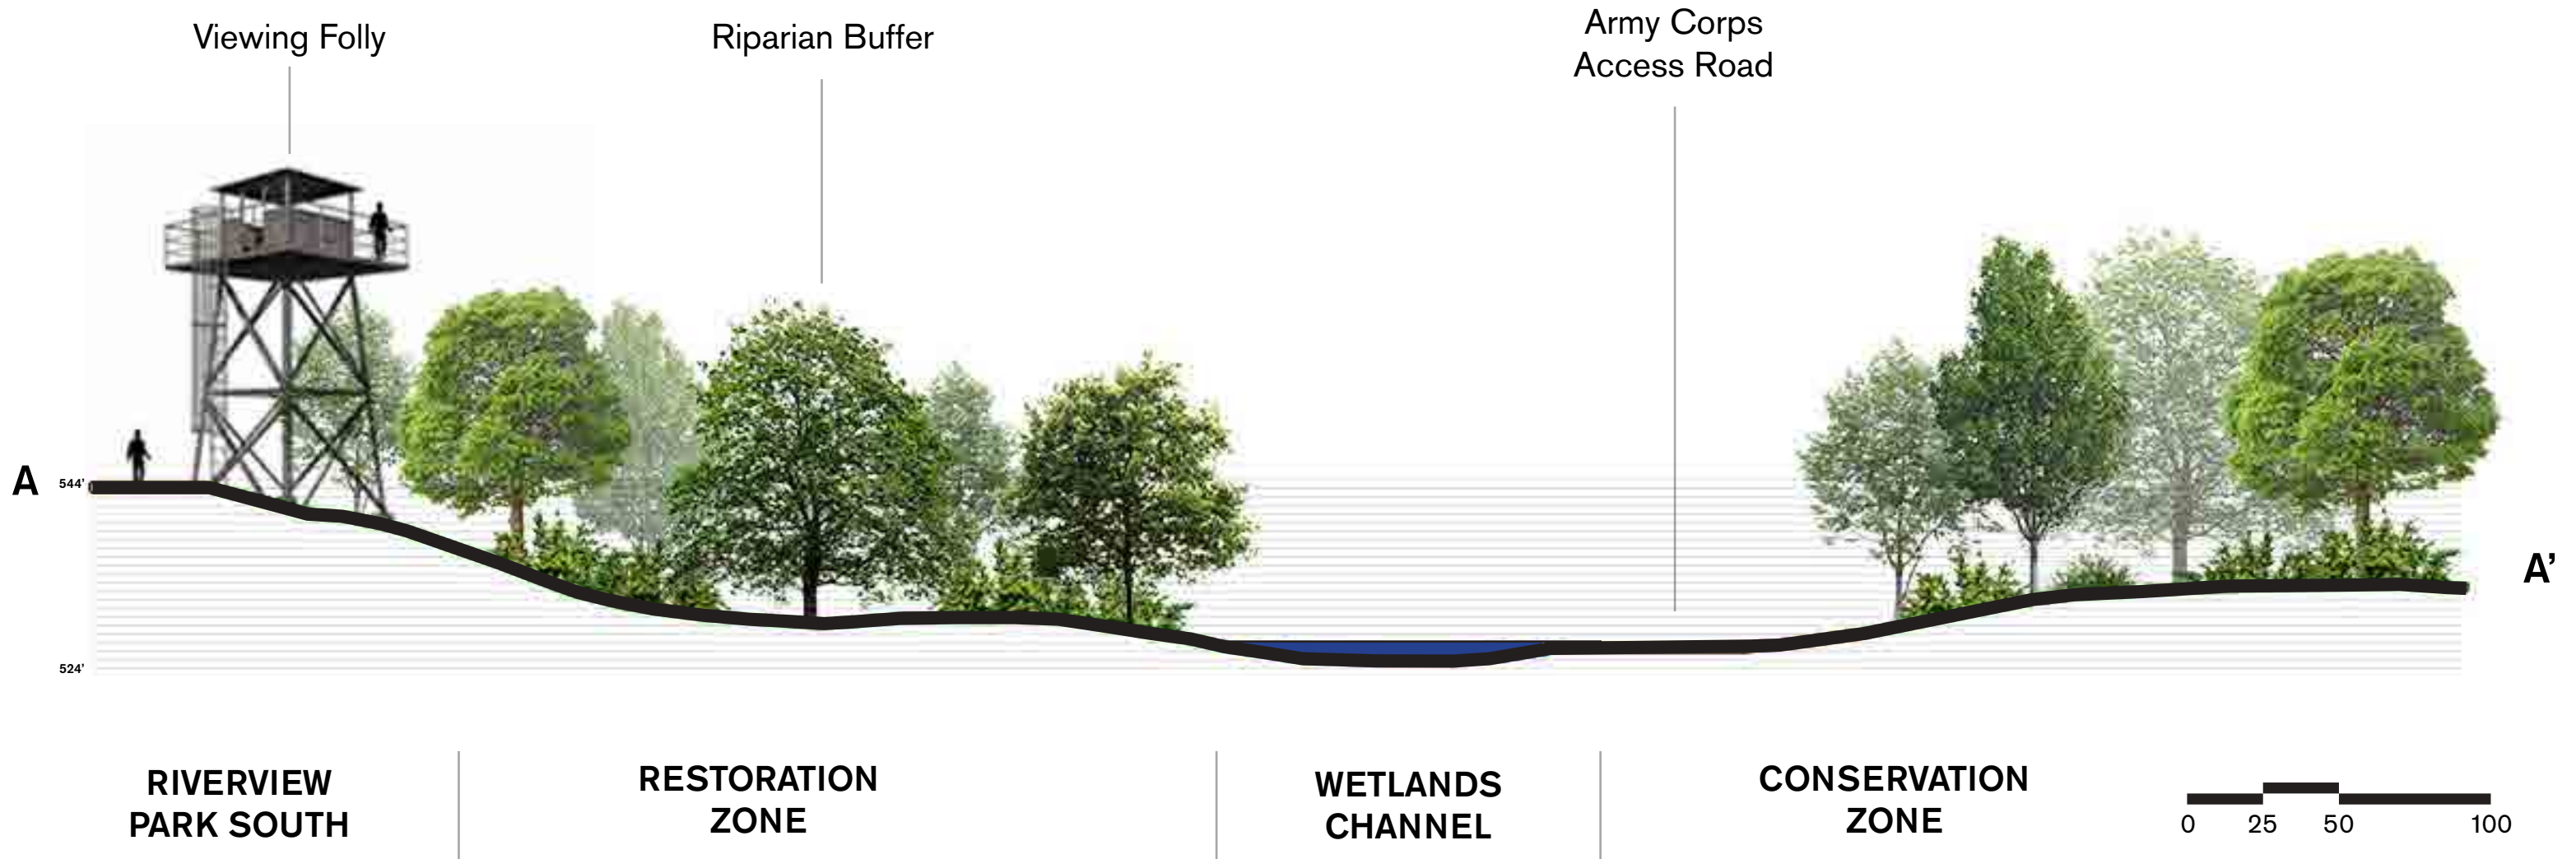 Viewing Folly
Riparian Buffer
Army Corps
Access Road
A
544’
524’
A’
RIVERVIEW
PARK SOUTH
RESTORATION
ZONE
WETLANDS
CHANNEL
CONSERVATION
ZONE
0 25 50 100